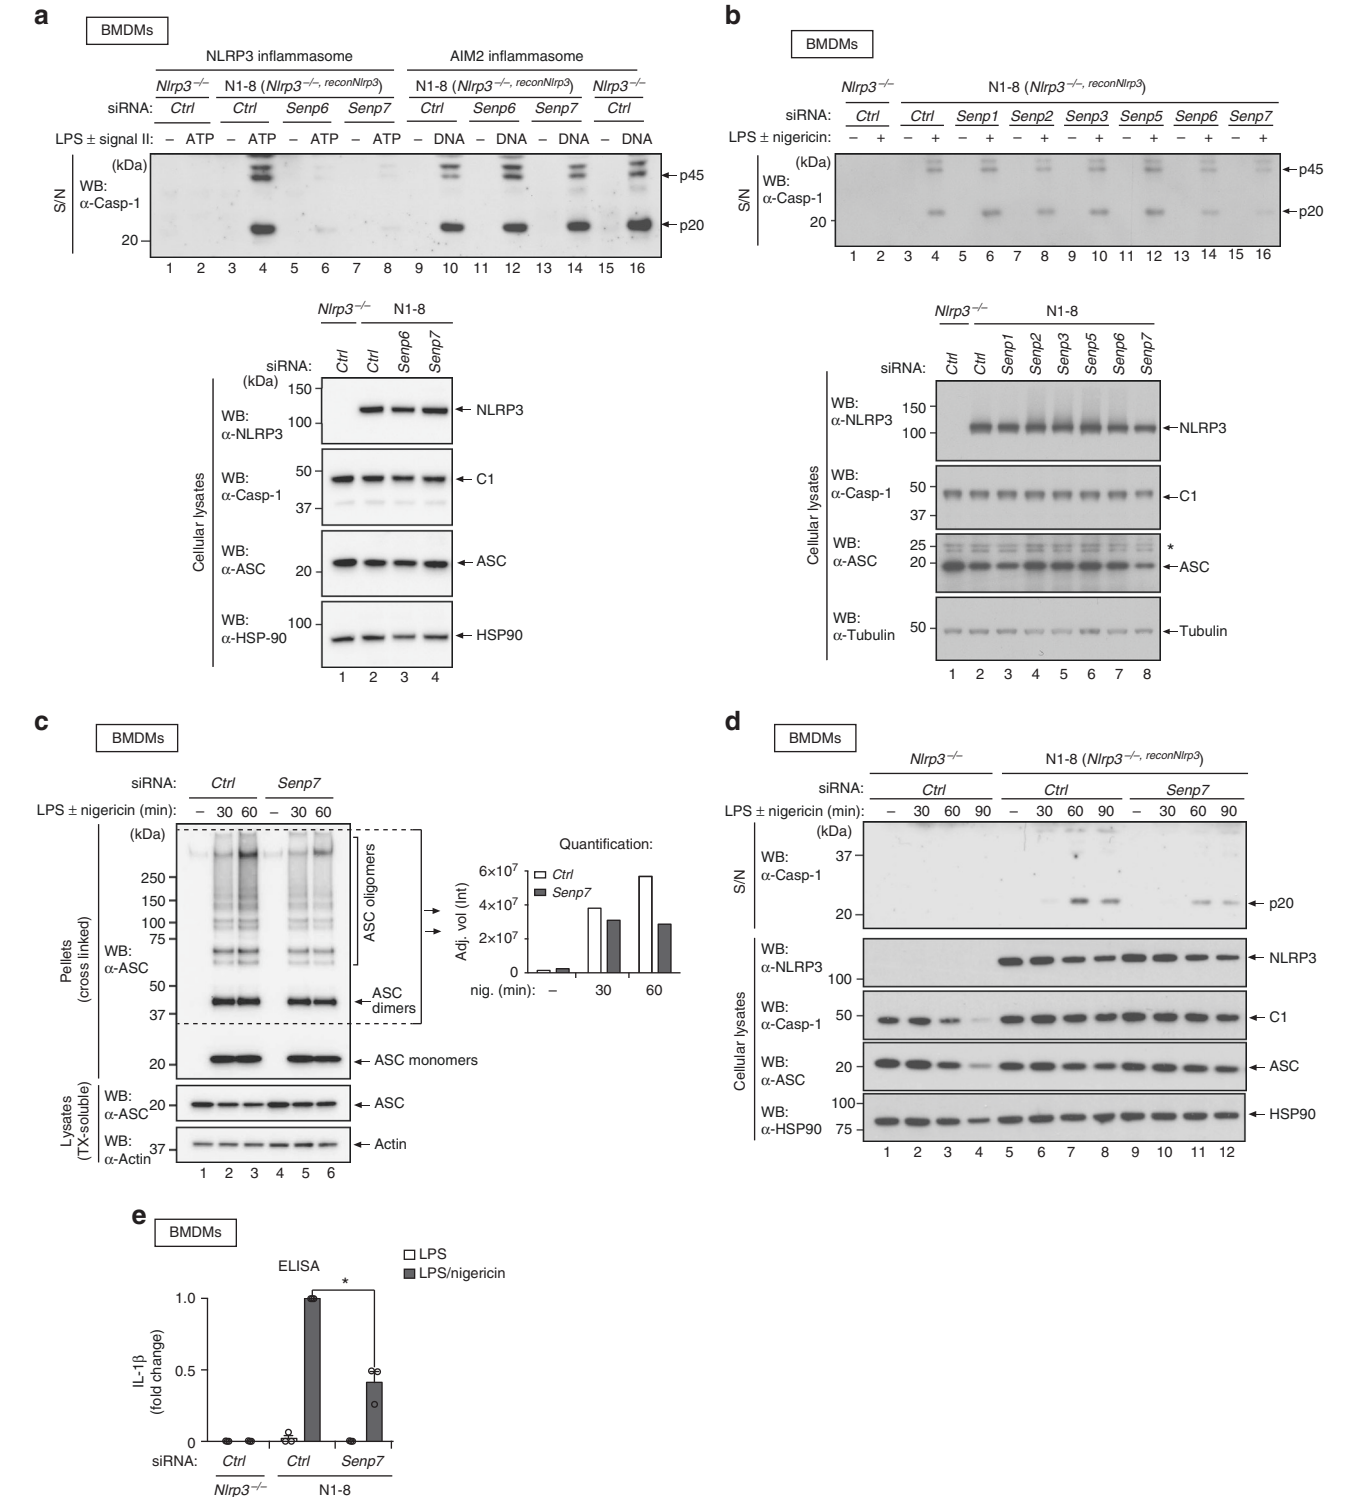 a
BMDMs
NLRP3 inflammasome
AIM2 inflammasome
Nlrp3–/–
N1-8 (Nlrp3–/–, reconNlrp3)
N1-8 (Nlrp3–/–, reconNlrp3)
Nlrp3–/–
siRNA: Ctrl Ctrl Senp6 Senp7 Ctrl Senp6 Senp7 Ctrl
LPS ± signal II: – ATP – ATP – ATP – ATP – DNA – DNA – DNA – DNA
S/N
(kDa)
WB:
α-Casp-1
20
p45
p20
1 2 3 4 5 6 7 8 9 10 11 12 13 14 15 16
Nlrp3–/– N1-8
siRNA: Ctrl Ctrl Senp6 Senp7
(kDa)
Cellular lysates
150
WB:
α-NLRP3
100
NLRP3
50
WB:
α-Casp-1
37
C1
WB:
α-ASC
20
ASC
100
WB:
α-HSP-90
HSP90
1 2 3 4
b
BMDMs
Nlrp3–/–
N1-8 (Nlrp3–/–, reconNlrp3)
siRNA: Ctrl Ctrl Senp1 Senp2 Senp3 Senp5 Senp6 Senp7
LPS ± nigericin: – + – + – + – + – + – + – + – +
S/N
(kDa)
WB:
α-Casp-1
20
p45
p20
1 2 3 4 5 6 7 8 9 10 11 12 13 14 15 16
Nlrp3–/– N1-8
siRNA: Ctrl Ctrl Senp1 Senp2 Senp3 Senp5 Senp6 Senp7
Cellular lysates
WB:
α-NLRP3
150
100
NLRP3
WB:
α-Casp-1
50
37
C1
WB:
α-ASC
25
20
*
ASC
WB:
α-Tubulin
50
Tubulin
1 2 3 4 5 6 7 8
c
BMDMs
siRNA: Ctrl Senp7
LPS ± nigericin (min): – 30 60 – 30 60
(kDa)
Pellets
(cross linked)
250
150
100
75
WB:
α-ASC
50
37
20
ASC oligomers
ASC
dimers
ASC monomers
Lysates
(TX-soluble)
WB:
α-ASC
20
ASC
WB:
α-Actin
37
Actin
1 2 3 4 5 6
Quantification:
Adj. vol (Int)
6×10⁷
4×10⁷
2×10⁷
0
Ctrl
Senp7
nig. (min): – 30 60
d
BMDMs
Nlrp3–/–
N1-8 (Nlrp3–/–, reconNlrp3)
siRNA: Ctrl Ctrl Senp7
LPS ± nigericin (min): – 30 60 90 – 30 60 90 – 30 60 90
S/N
(kDa)
37
WB:
α-Casp-1
20
p20
Cellular lysates
WB:
α-NLRP3
100
NLRP3
WB:
α-Casp-1
50
C1
WB:
α-ASC
20
ASC
WB:
α-HSP90
100
75
HSP90
1 2 3 4 5 6 7 8 9 10 11 12
e
BMDMs
ELISA
LPS
LPS/nigericin
*
IL-1β
(fold change)
1.0
0.5
0
siRNA: Ctrl Ctrl Senp7
Nlrp3–/– N1-8